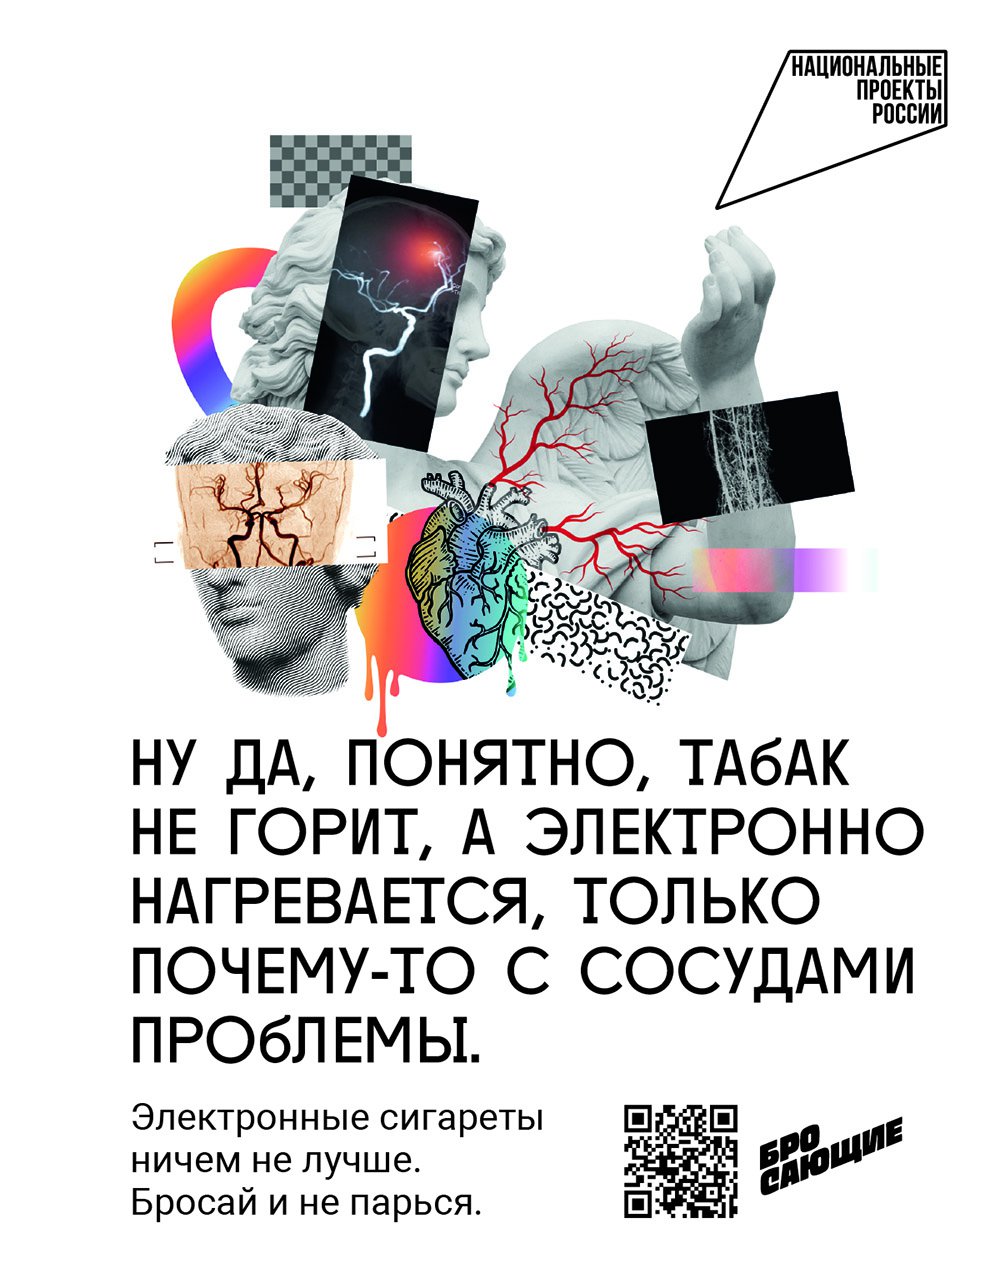 НАЦИОНАЛЬНЫЕ
ПРОЕКТЫ
РОССИИ
НУ ДА, ПОНЯТНО, ТАбАК
НЕ ГОРИТ, А ЭЛЕКТРОННО
НАГРЕВАЕТСЯ, ТОЛЬКО
ПОЧЕМУ-ТО С СОСУДАМИ
ПРОбЛЕМЫ.
Электронные сигареты
ничем не лучше.
Бросай и не парься.
БРО
САЮЩИЕ